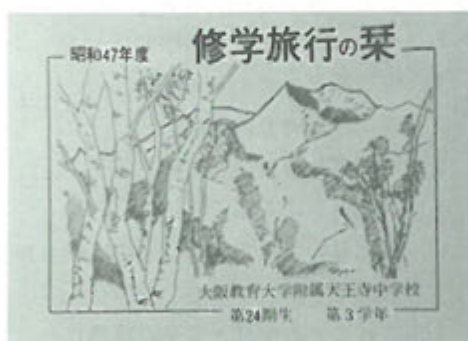 修学旅行の栞
昭和47年度
大阪教育大学附属天王寺中学校
第24期生　第3学年